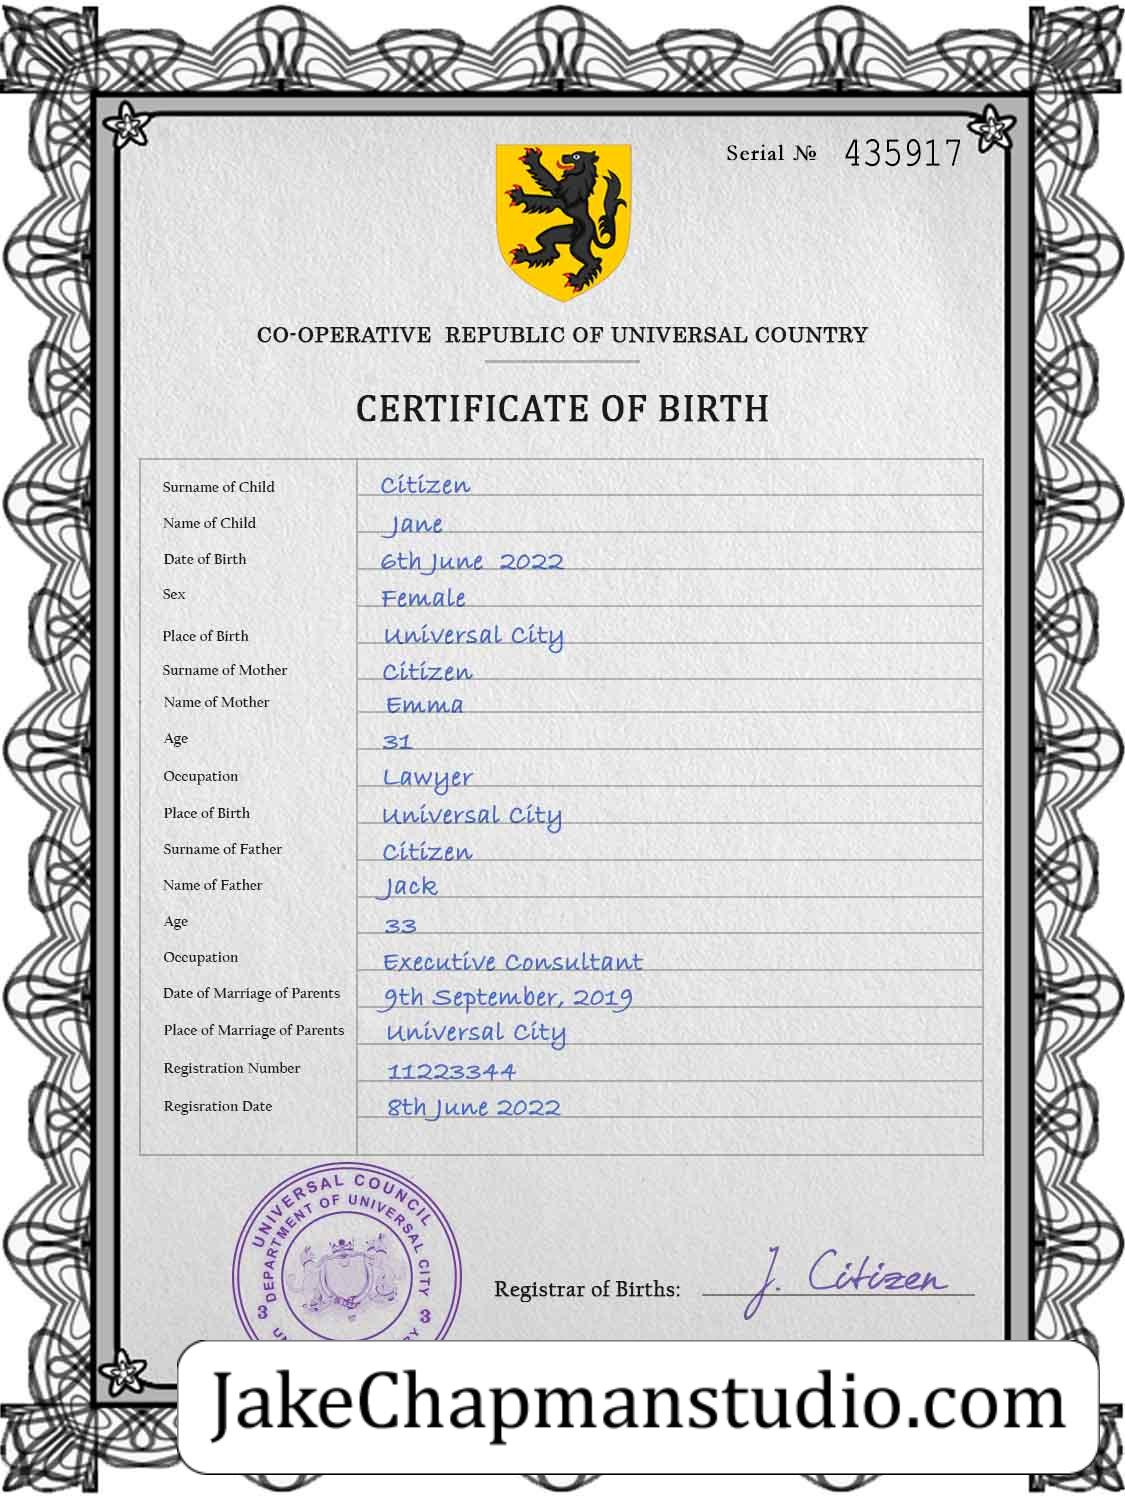 Serial № 435917
CO-OPERATIVE REPUBLIC OF UNIVERSAL COUNTRY
CERTIFICATE OF BIRTH
Surname of Child Citizen
Name of Child Jane
Date of Birth 6th June 2022
Sex Female
Place of Birth Universal City
Surname of Mother Citizen
Name of Mother Emma
Age 31
Occupation Lawyer
Place of Birth Universal City
Surname of Father Citizen
Name of Father Jack
Age 33
Occupation Executive Consultant
Date of Marriage of Parents 9th September, 2019
Place of Marriage of Parents Universal City
Registration Number 11223344
Regisration Date 8th June 2022
UNIVERSAL COUNCIL
DEPARTMENT OF UNIVERSAL CITY
3 3
Registrar of Births: J. Citizen
JakeChapmanstudio.com